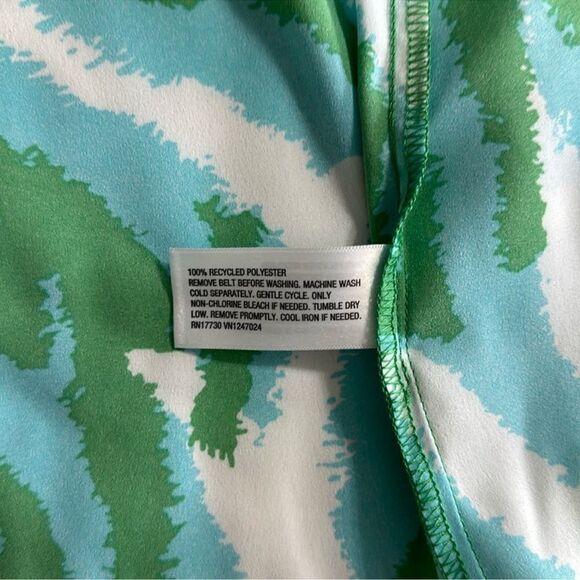 100% RECYCLED POLYESTER
REMOVE BELT BEFORE WASHING. MACHINE WASH
COLD SEPARATELY. GENTLE CYCLE. ONLY
NON-CHLORINE BLEACH IF NEEDED. TUMBLE DRY
LOW. REMOVE PROMPTLY. COOL IRON IF NEEDED.
RN17730 VN1247024